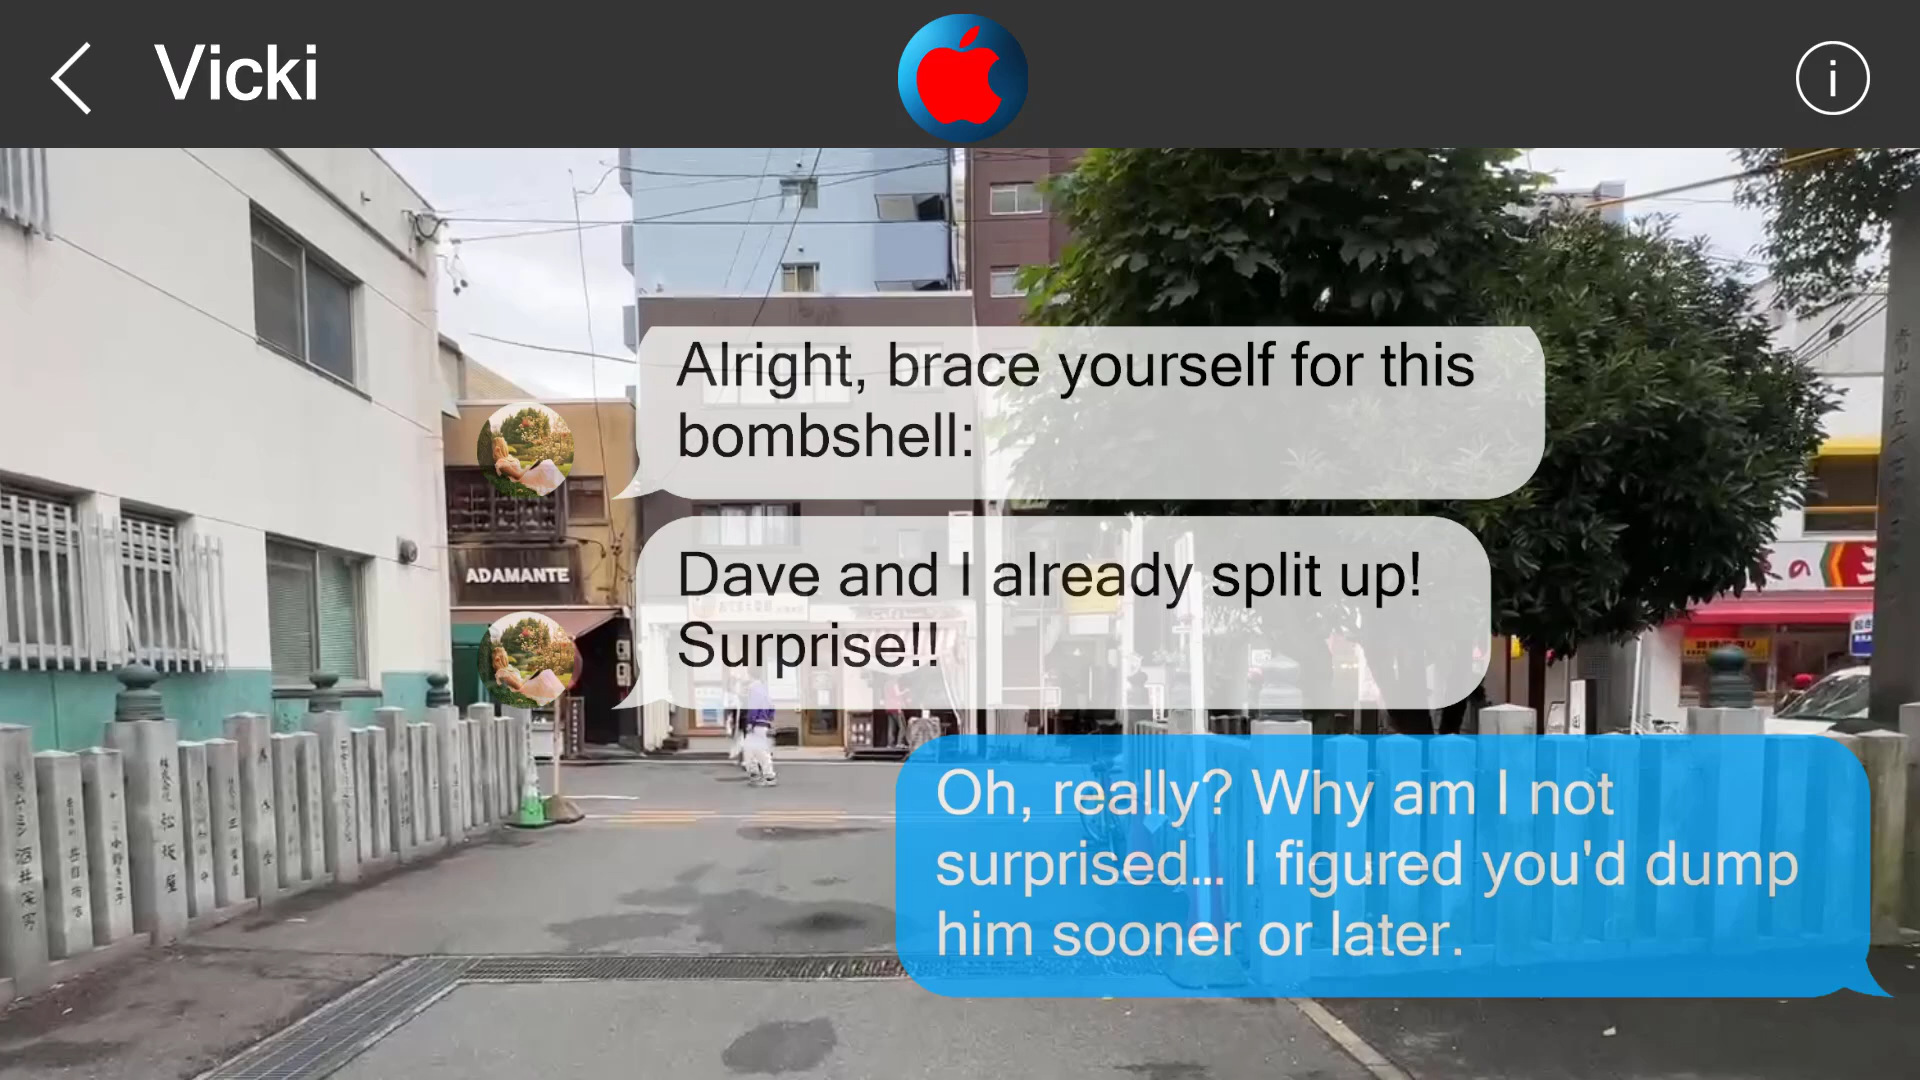 Vicki
i
Alright, brace yourself for this
bombshell:
ADAMANTE
Dave and I already split up!
Surprise!!
Oh, really? Why am I not
surprised... I figured you'd dump
him sooner or later.